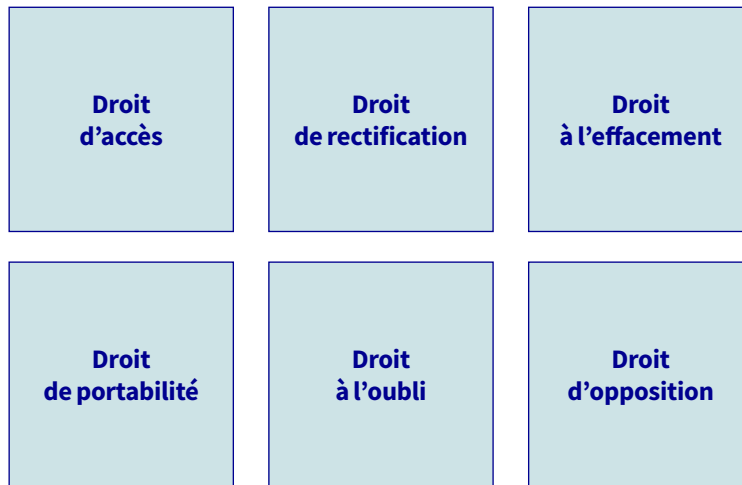 Droit
d’accès
Droit
de rectification
Droit
à l’effacement
Droit
de portabilité
Droit
à l’oubli
Droit
d’opposition